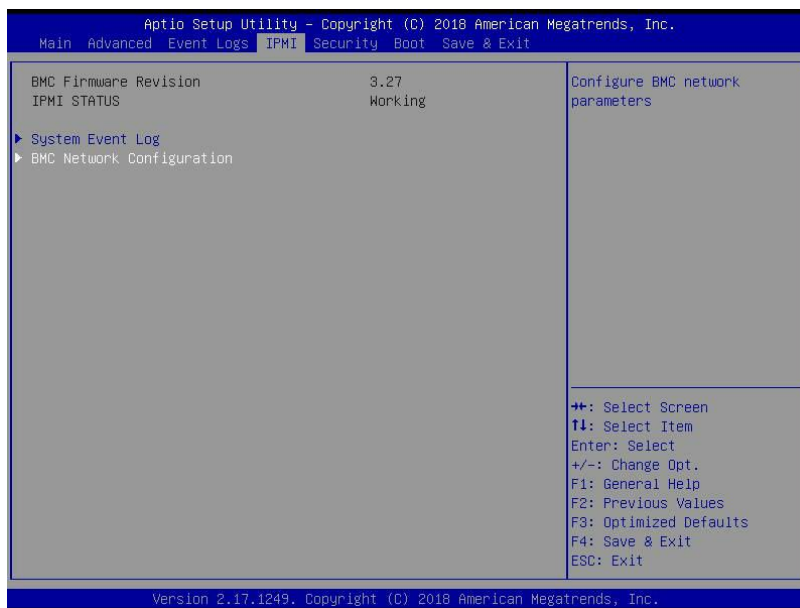 Aptio Setup Utility – Copyright (C) 2018 American Megatrends, Inc.
Main Advanced Event Logs IPMI Security Boot Save & Exit
BMC Firmware Revision 3.27
IPMI STATUS Working
System Event Log
BMC Network Configuration
Configure BMC network
parameters
→←: Select Screen
↑↓: Select Item
Enter: Select
+/-: Change Opt.
F1: General Help
F2: Previous Values
F3: Optimized Defaults
F4: Save & Exit
ESC: Exit
Version 2.17.1249. Copyright (C) 2018 American Megatrends, Inc.